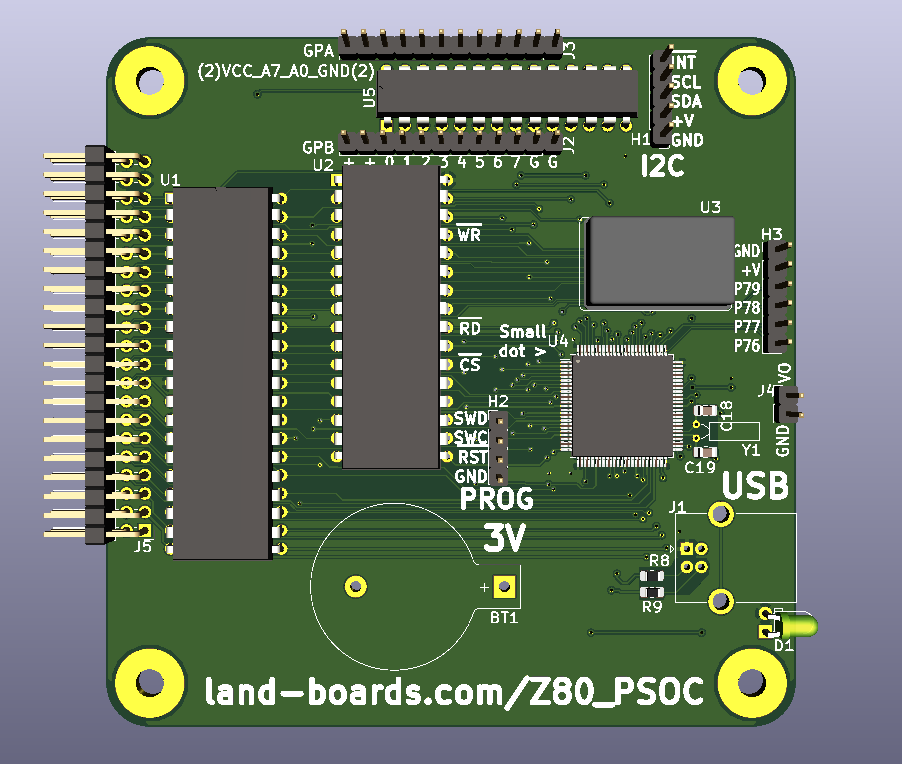 GPA
J3
(2)VCC_A7_A0_GND(2)
U5
INT
SCL
SDA
+V
H1
GND
I2C
GPB
J2
U2
+ + 0 1 2 3 4 5 6 7 G G
U1
U3
WR
H3
GND
+V
P79
P78
P77
P76
RD
Small
dot >
U4
CS
VO
J4
GND
H2
SWD
SWC
RST
GND
PROG
C18
Y1
C19
USB
J1
3V
J5
R8
R9
+
BT1
D1
land-boards.com/Z80_PSOC